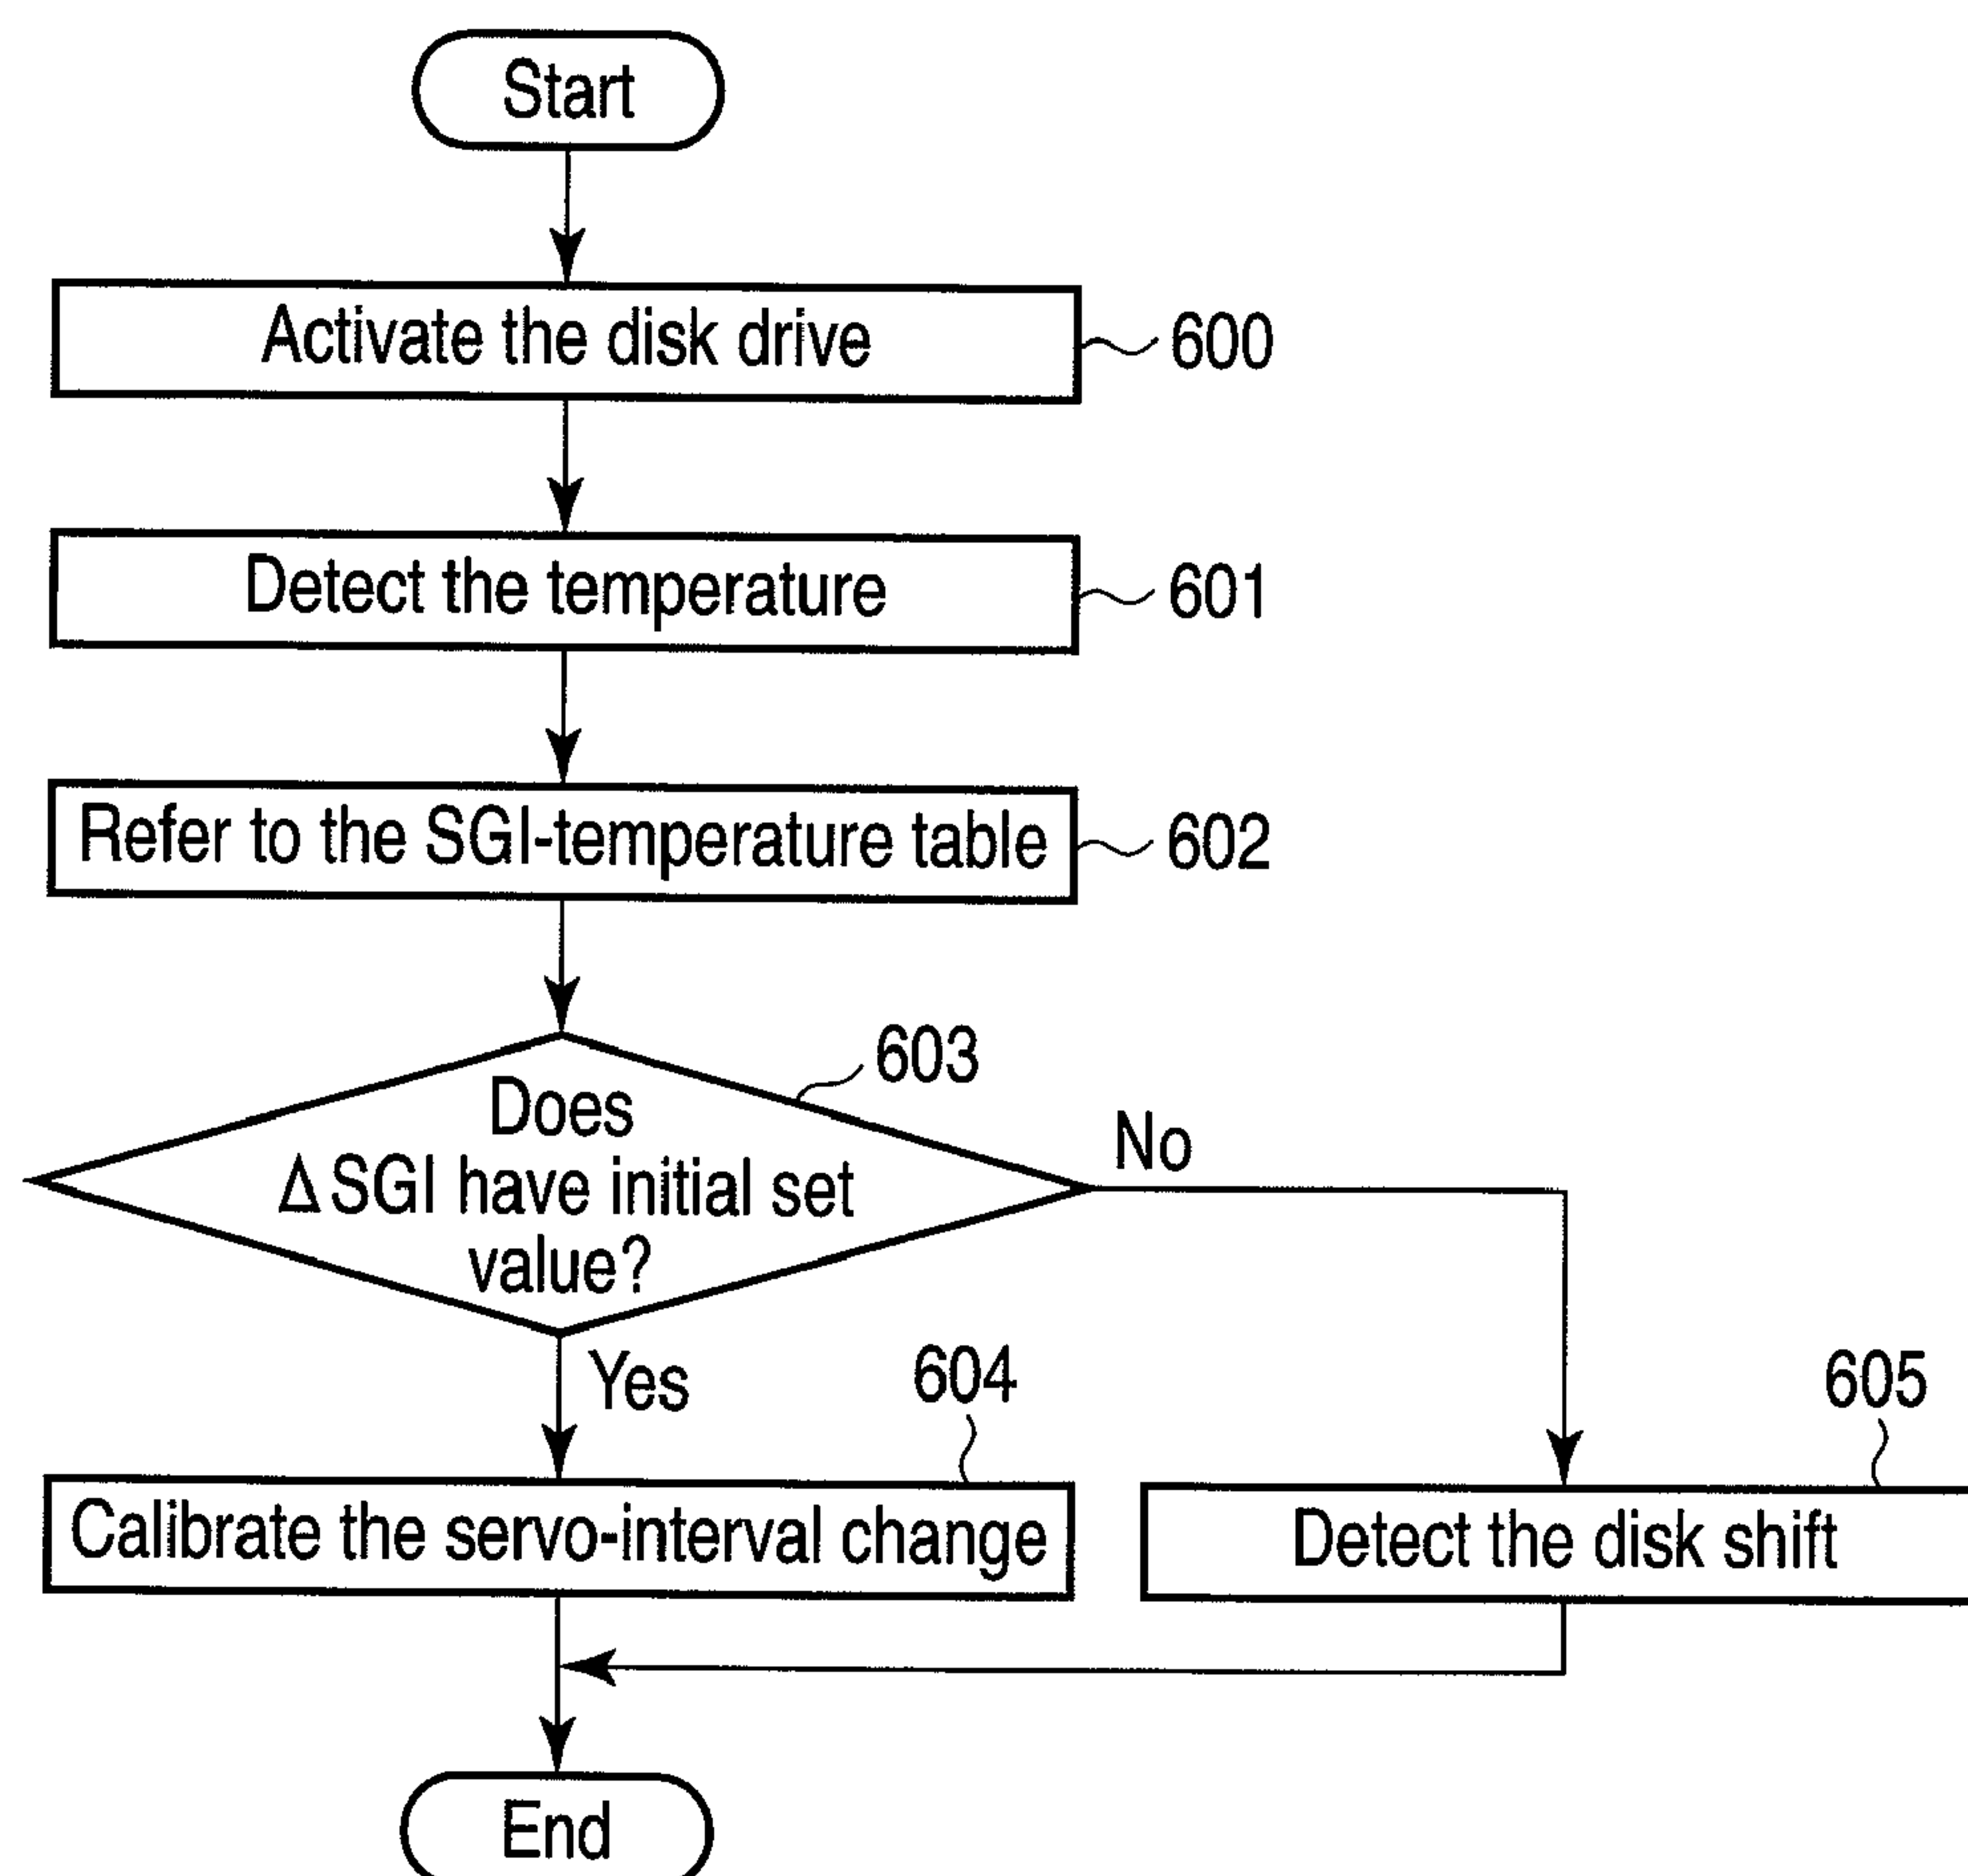 Start
Activate the disk drive
600
Detect the temperature
601
Refer to the SGI-temperature table
602
603
Does
ΔSGI have initial set
value?
No
Yes
604
605
Calibrate the servo-interval change
Detect the disk shift
End